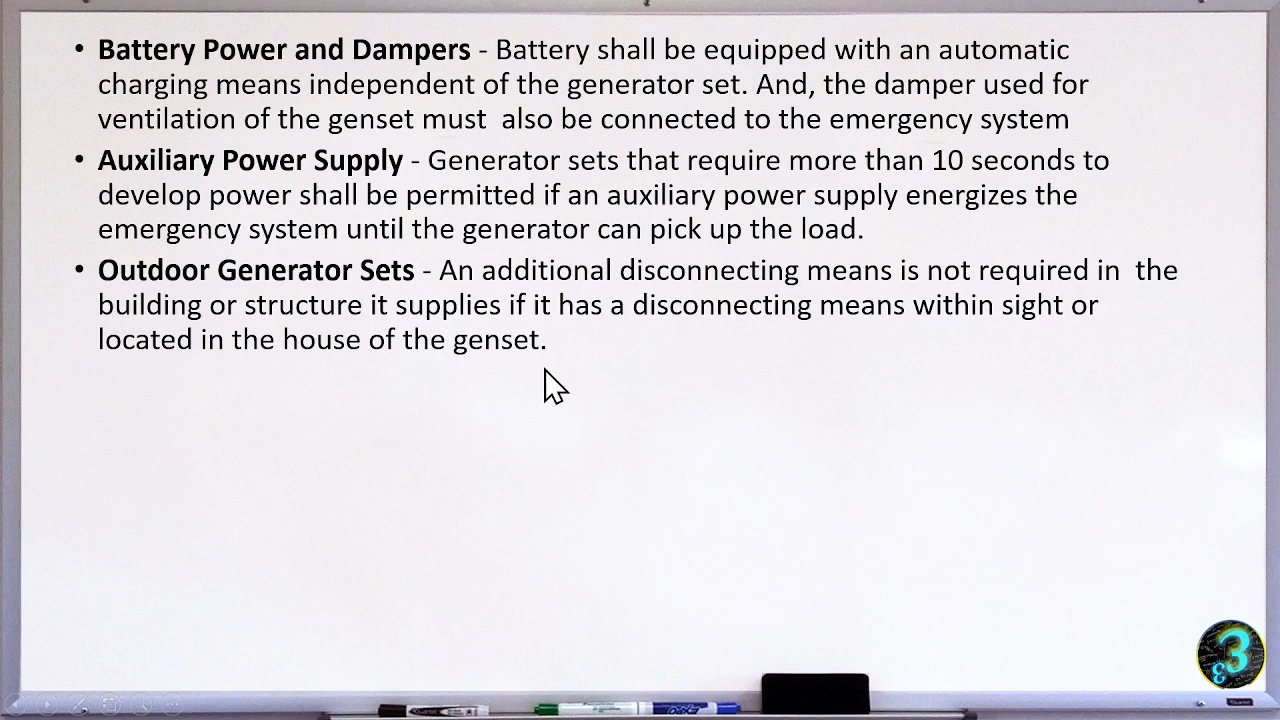 • Battery Power and Dampers - Battery shall be equipped with an automatic
charging means independent of the generator set. And, the damper used for
ventilation of the genset must also be connected to the emergency system
• Auxiliary Power Supply - Generator sets that require more than 10 seconds to
develop power shall be permitted if an auxiliary power supply energizes the
emergency system until the generator can pick up the load.
• Outdoor Generator Sets - An additional disconnecting means is not required in the
building or structure it supplies if it has a disconnecting means within sight or
located in the house of the genset.
ε3